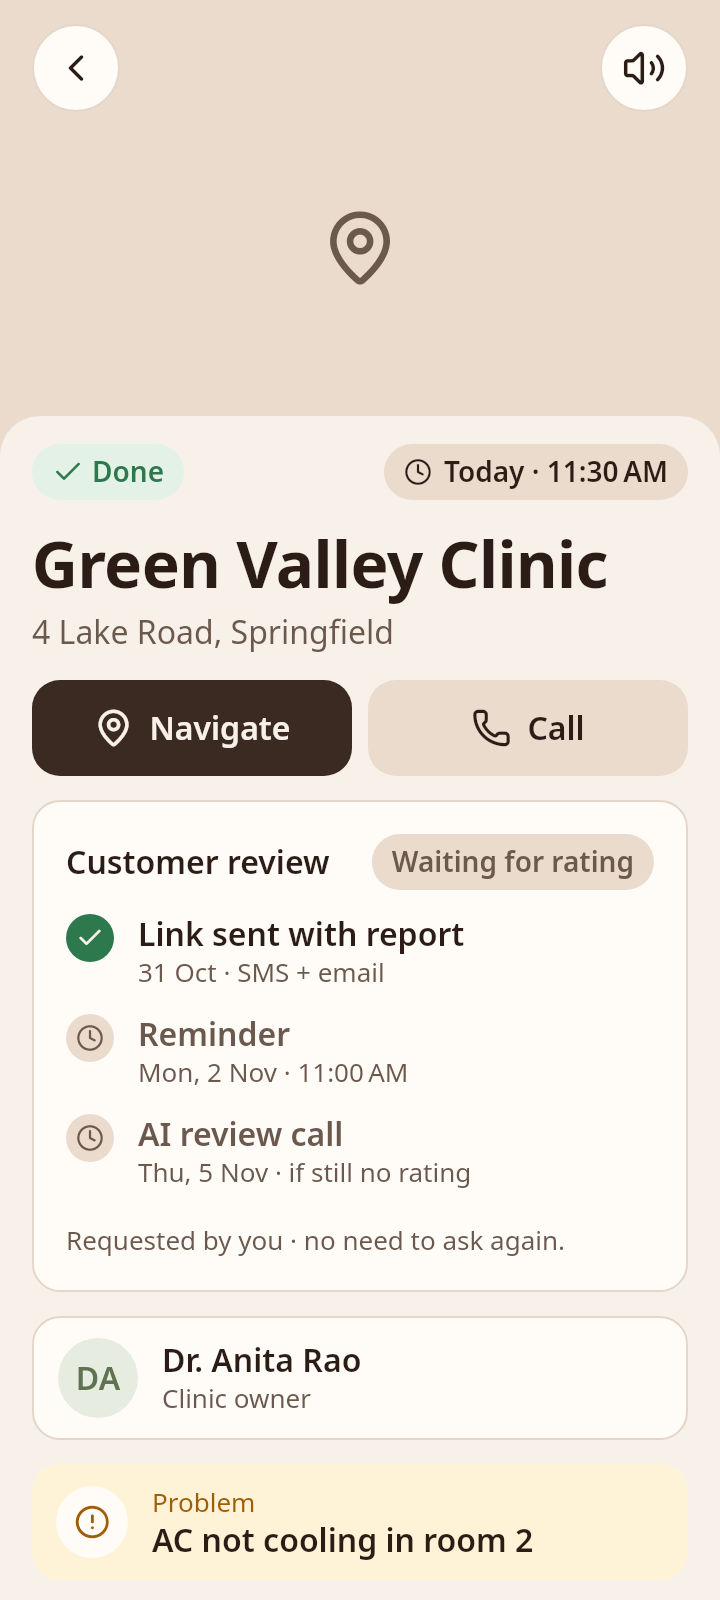 Done
Today · 11:30 AM
Green Valley Clinic
4 Lake Road, Springfield
Navigate
Call
Customer review
Waiting for rating
Link sent with report
31 Oct · SMS + email
Reminder
Mon, 2 Nov · 11:00 AM
AI review call
Thu, 5 Nov · if still no rating
Requested by you · no need to ask again.
DA
Dr. Anita Rao
Clinic owner
Problem
AC not cooling in room 2